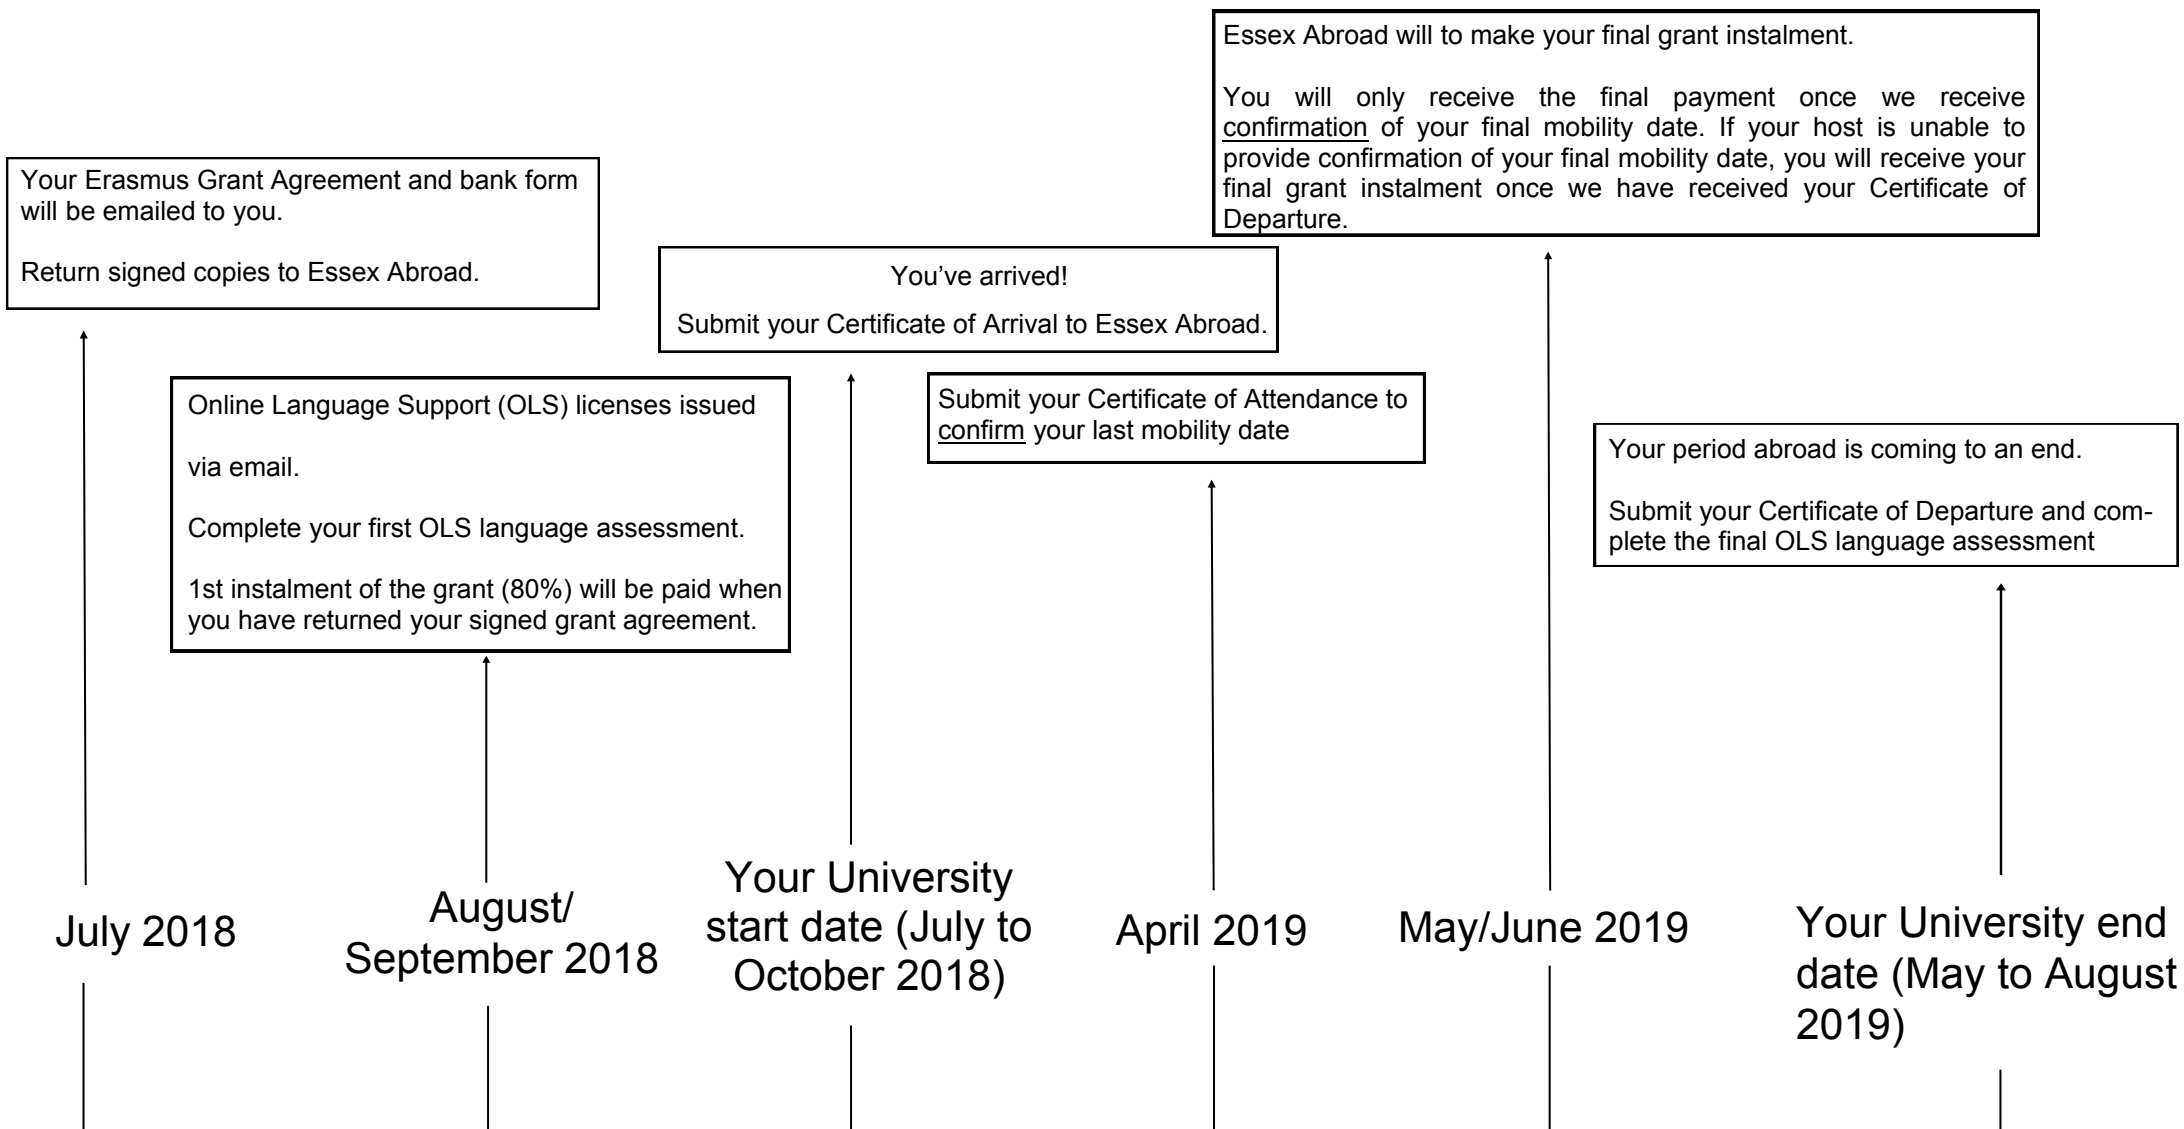 Essex Abroad will to make your final grant instalment.
You will only receive the final payment once we receive
confirmation of your final mobility date. If your host is unable to
provide confirmation of your final mobility date, you will receive your
final grant instalment once we have received your Certificate of
Departure.
Your Erasmus Grant Agreement and bank form
will be emailed to you.
Return signed copies to Essex Abroad.
You’ve arrived!
Submit your Certificate of Arrival to Essex Abroad.
Online Language Support (OLS) licenses issued
via email.
Complete your first OLS language assessment.
1st instalment of the grant (80%) will be paid when
you have returned your signed grant agreement.
Submit your Certificate of Attendance to
confirm your last mobility date
Your period abroad is coming to an end.
Submit your Certificate of Departure and com-
plete the final OLS language assessment
July 2018
August/
September 2018
Your University
start date (July to
October 2018)
April 2019
May/June 2019
Your University end
date (May to August
2019)